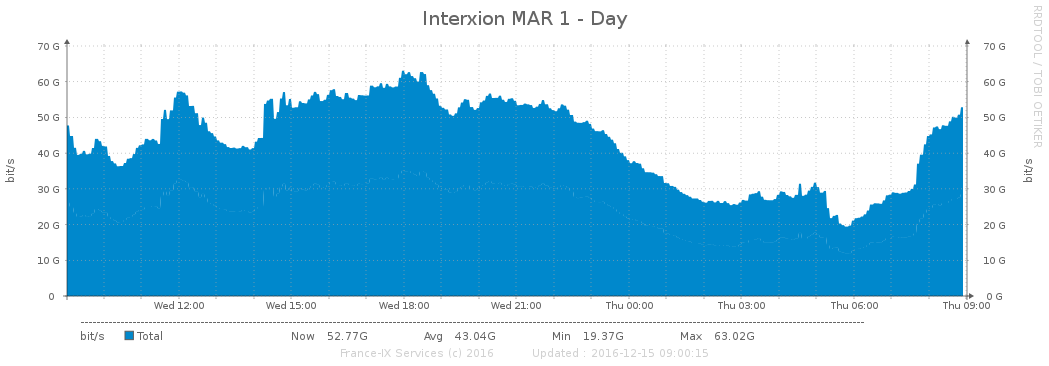 Interxion MAR 1 - Day
RRDTOOL / TOBI OETIKER
70 G 70 G
60 G 60 G
50 G 50 G
40 G 40 G
30 G 30 G
20 G 20 G
10 G 10 G
0 0 G
bit/s bit/s
Wed 12:00 Wed 15:00 Wed 18:00 Wed 21:00 Thu 00:00 Thu 03:00 Thu 06:00 Thu 09:00
bit/s Total Now 52.77G Avg 43.04G Min 19.37G Max 63.02G
France-IX Services (c) 2016 Updated : 2016-12-15 09:00:15